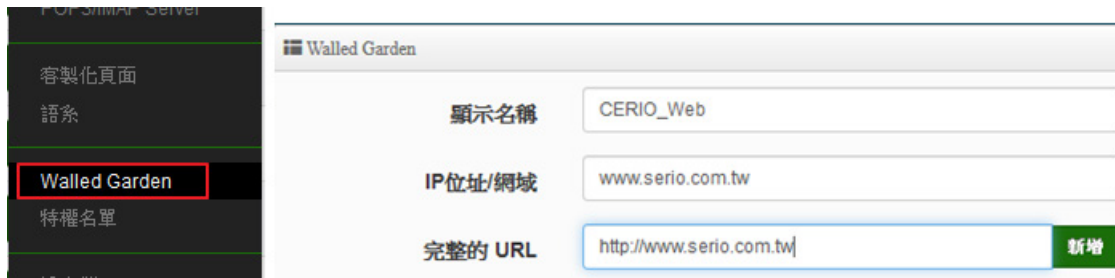 POP3/IMAP Server
客製化頁面
語系
Walled Garden
特權名單
Walled Garden
顯示名稱 CERIO_Web
IP位址/網域 www.serio.com.tw
完整的 URL http://www.serio.com.tw 新增